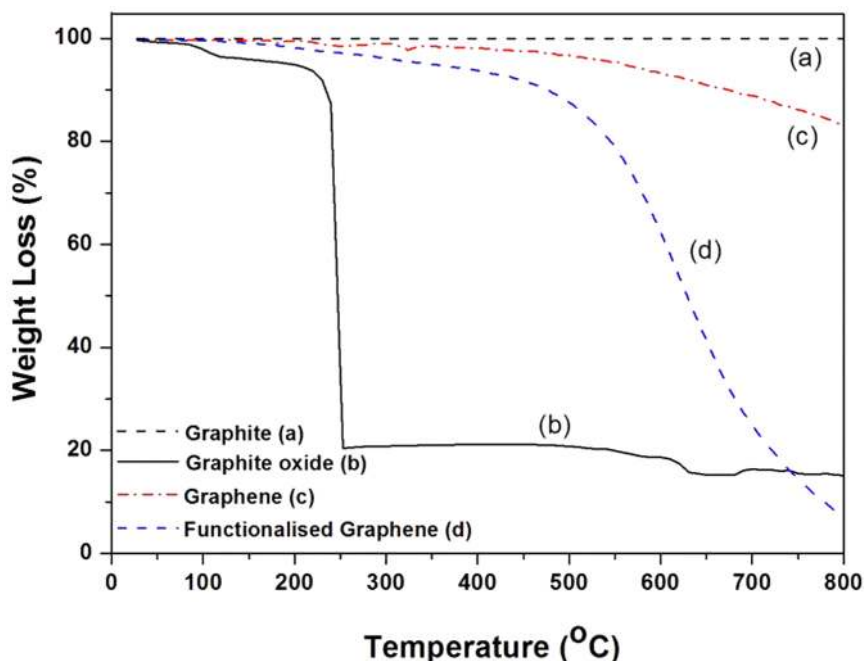 100
80
60
40
20
0
Weight Loss (%)
(a)
(c)
(d)
(b)
Graphite (a)
Graphite oxide (b)
Graphene (c)
Functionalised Graphene (d)
0 100 200 300 400 500 600 700 800
Temperature (°C)